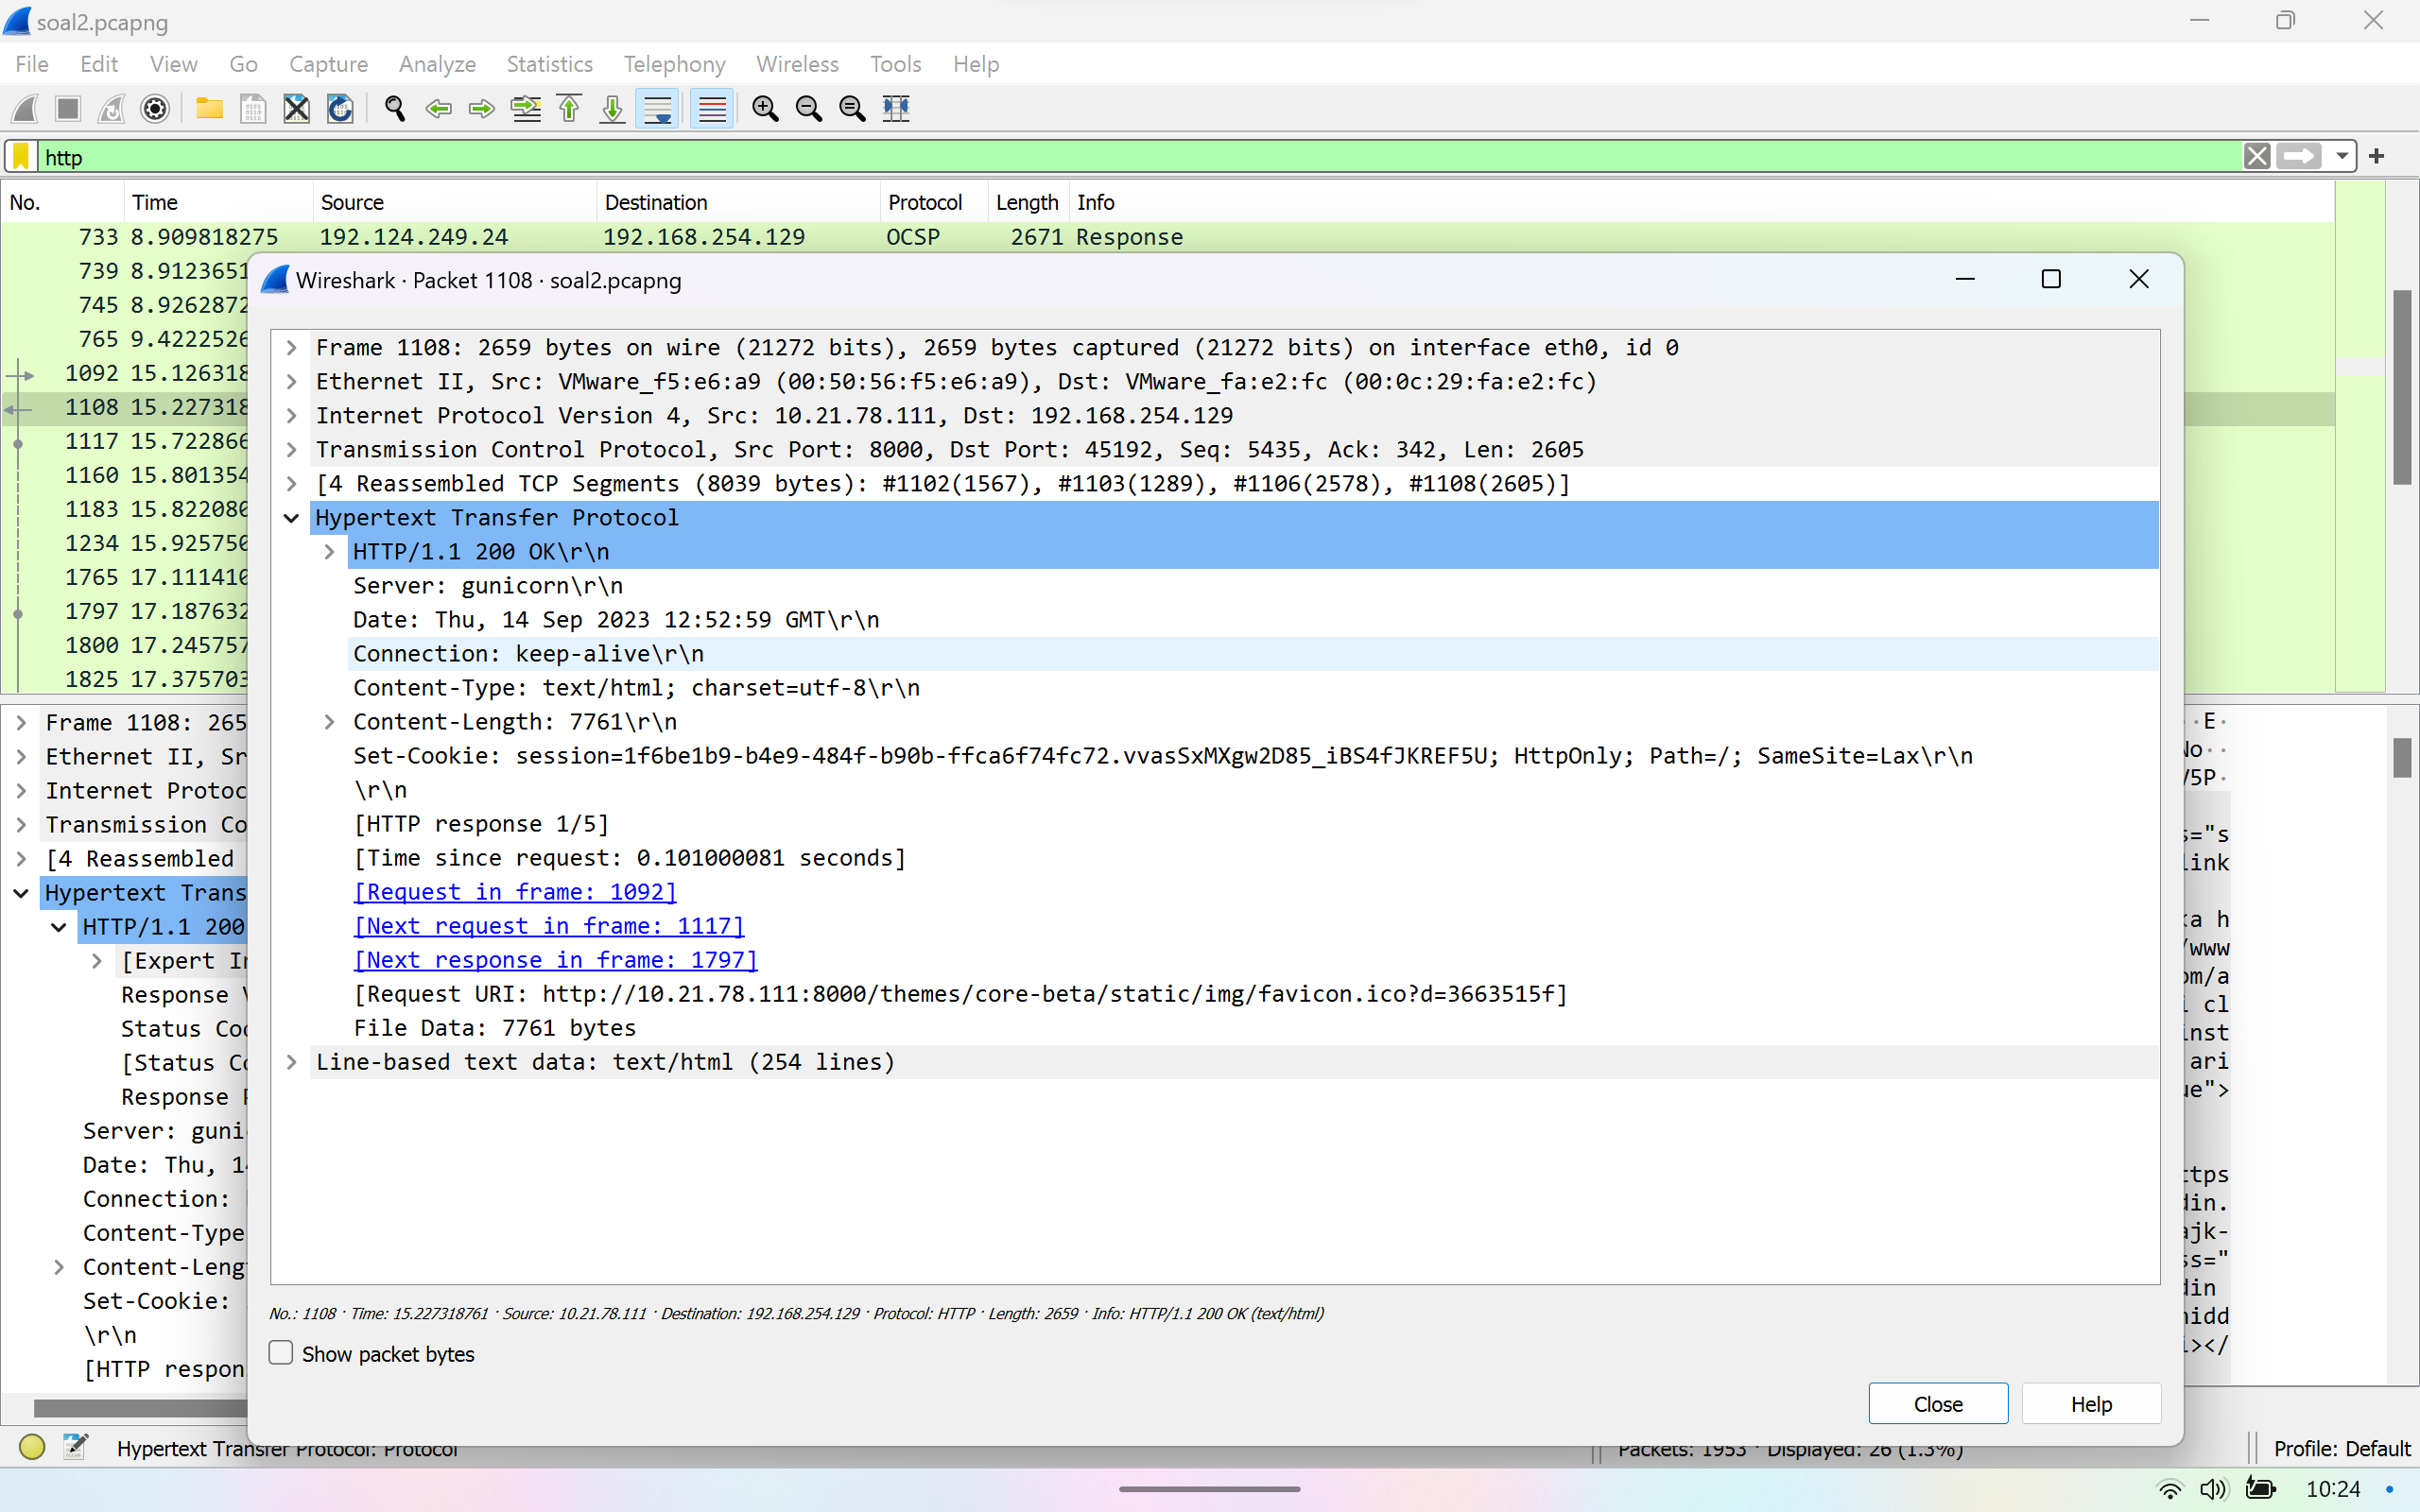 soal2.pcapng
File Edit View Go Capture Analyze Statistics Telephony Wireless Tools Help
http
No. Time Source Destination Protocol Length Info
733 8.909818275 192.124.249.24 192.168.254.129 OCSP 2671 Response
739 8.9123651
745 8.9262872
765 9.4222526
1092 15.126318
1108 15.227318
1117 15.722866
1160 15.801354
1183 15.822080
1234 15.925750
1765 17.111410
1797 17.187632
1800 17.245757
1825 17.375703
Wireshark · Packet 1108 · soal2.pcapng
Frame 1108: 2659 bytes on wire (21272 bits), 2659 bytes captured (21272 bits) on interface eth0, id 0
Ethernet II, Src: VMware_f5:e6:a9 (00:50:56:f5:e6:a9), Dst: VMware_fa:e2:fc (00:0c:29:fa:e2:fc)
Internet Protocol Version 4, Src: 10.21.78.111, Dst: 192.168.254.129
Transmission Control Protocol, Src Port: 8000, Dst Port: 45192, Seq: 5435, Ack: 342, Len: 2605
[4 Reassembled TCP Segments (8039 bytes): #1102(1567), #1103(1289), #1106(2578), #1108(2605)]
Hypertext Transfer Protocol
HTTP/1.1 200 OK\r\n
Server: gunicorn\r\n
Date: Thu, 14 Sep 2023 12:52:59 GMT\r\n
Connection: keep-alive\r\n
Content-Type: text/html; charset=utf-8\r\n
Content-Length: 7761\r\n
Set-Cookie: session=1f6be1b9-b4e9-484f-b90b-ffca6f74fc72.vvasSxMXgw2D85_iBS4fJKREF5U; HttpOnly; Path=/; SameSite=Lax\r\n
\r\n
[HTTP response 1/5]
[Time since request: 0.101000081 seconds]
[Request in frame: 1092]
[Next request in frame: 1117]
[Next response in frame: 1797]
[Request URI: http://10.21.78.111:8000/themes/core-beta/static/img/favicon.ico?d=3663515f]
File Data: 7761 bytes
Line-based text data: text/html (254 lines)
No.: 1108 · Time: 15.227318761 · Source: 10.21.78.111 · Destination: 192.168.254.129 · Protocol: HTTP · Length: 2659 · Info: HTTP/1.1 200 OK (text/html)
Show packet bytes
Close Help
Frame 1108: 265
Ethernet II, Sr
Internet Protoc
Transmission Co
[4 Reassembled
Hypertext Trans
HTTP/1.1 200
[Expert In
Response
Status Cod
[Status Co
Response
Server: guni
Date: Thu, 14
Connection:
Content-Type
Content-Leng
Set-Cookie:
\r\n
[HTTP respon
·E·
No··
/5P·
s="s
link
ka h
/www
om/a
i cl
inst
ari
ue">
ttps
din.
ajk-
ss="
din
midd
i></
Hypertext Transfer Protocol: Protocol
Packets: 1953 · Displayed: 26 (1.3%)
Profile: Default
10:24